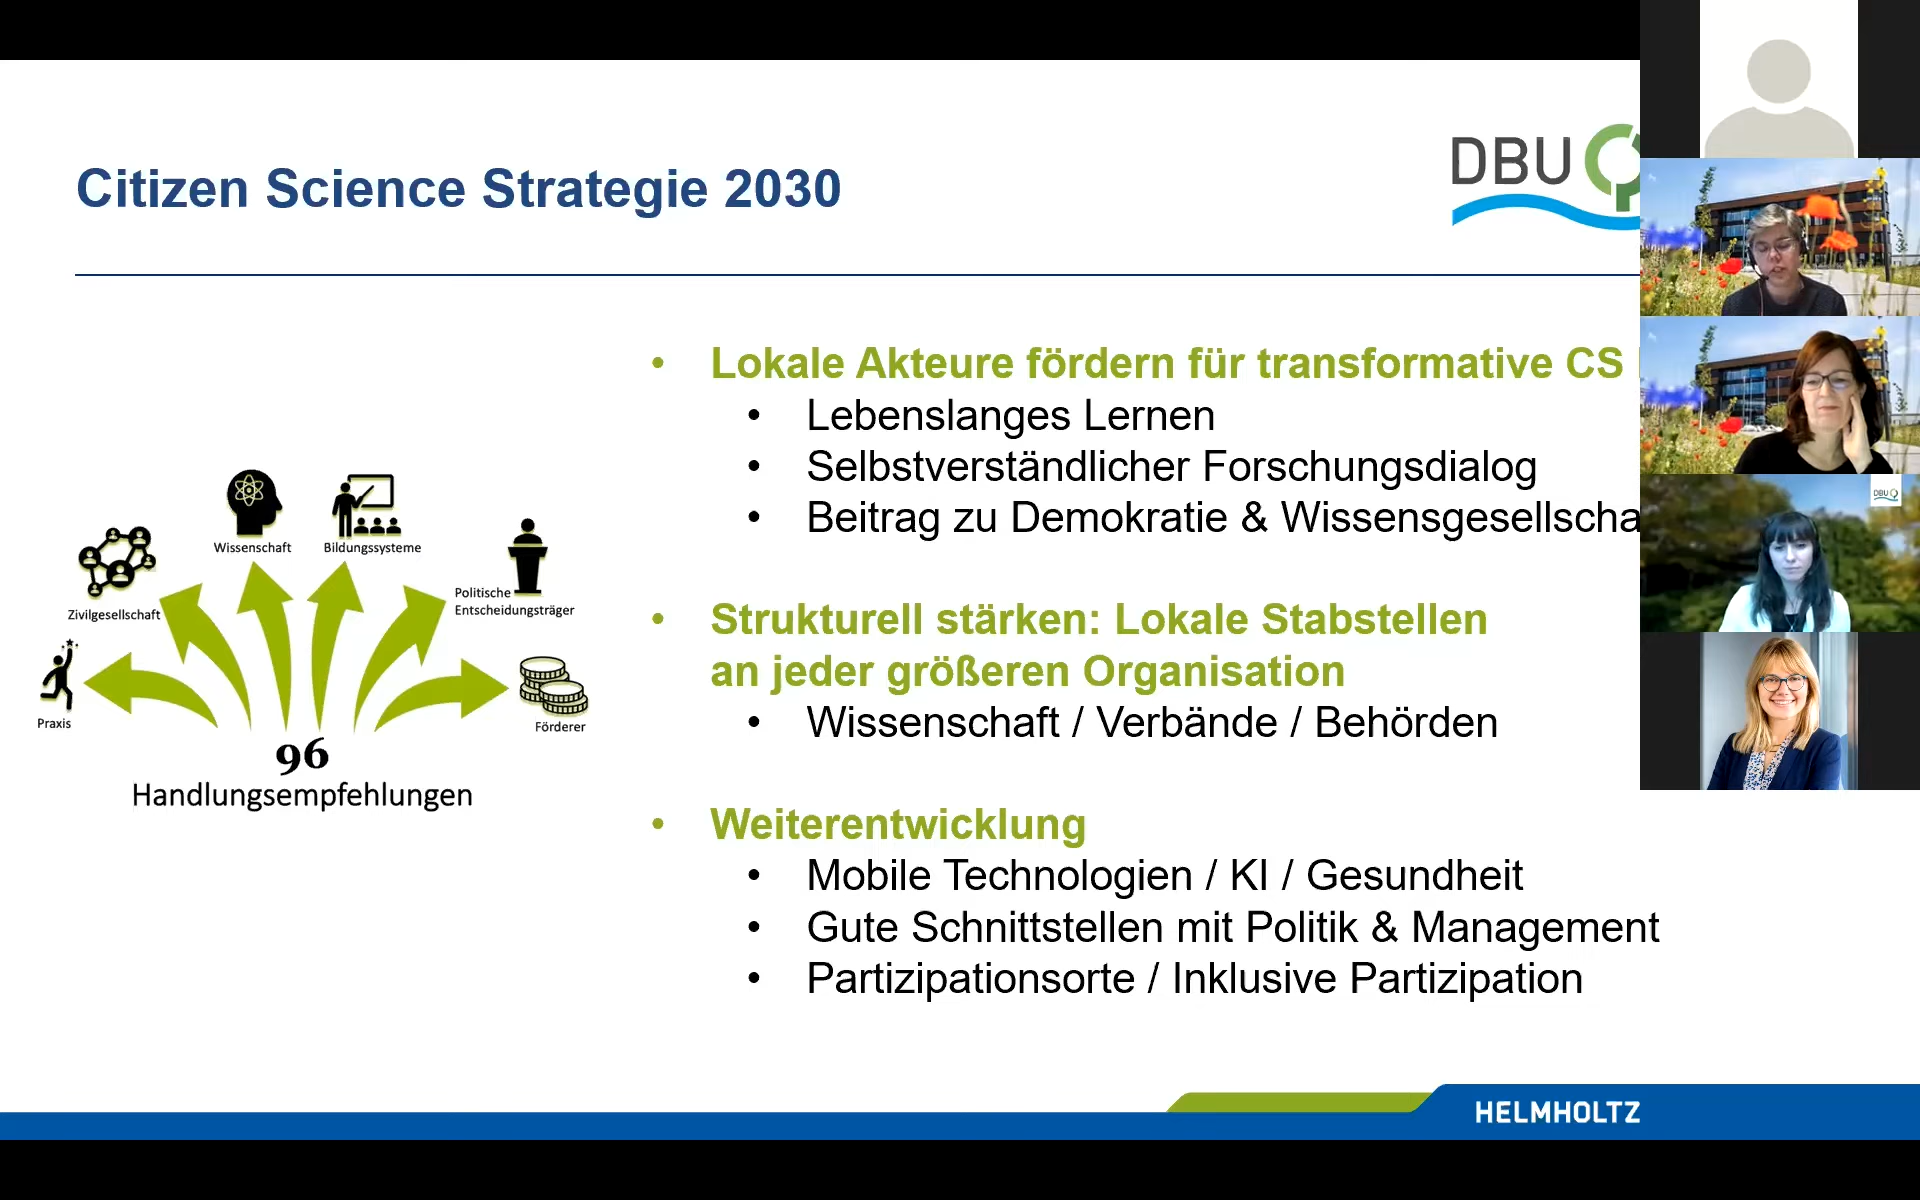 Citizen Science Strategie 2030
DBU
Wissenschaft
Bildungssysteme
Zivilgesellschaft
Politische
Entscheidungsträger
Praxis
Förderer
96
Handlungsempfehlungen
• Lokale Akteure fördern für transformative CS
• Lebenslanges Lernen
• Selbstverständlicher Forschungsdialog
• Beitrag zu Demokratie & Wissensgesellscha
• Strukturell stärken: Lokale Stabstellen
an jeder größeren Organisation
• Wissenschaft / Verbände / Behörden
• Weiterentwicklung
• Mobile Technologien / KI / Gesundheit
• Gute Schnittstellen mit Politik & Management
• Partizipationsorte / Inklusive Partizipation
DBU
HELMHOLTZ